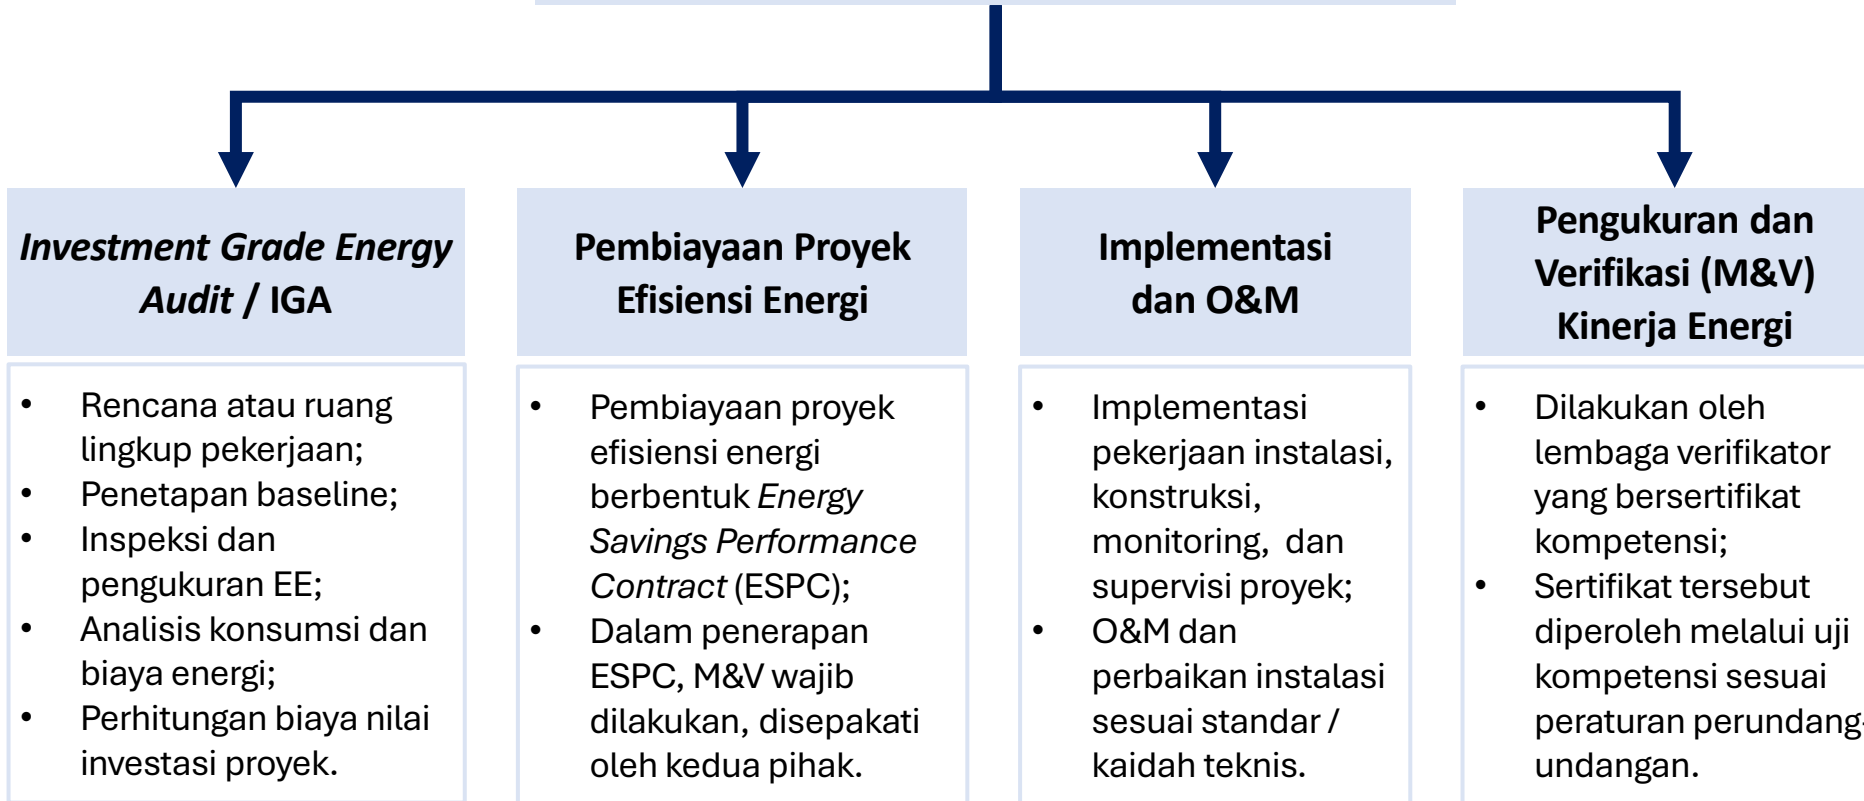 Investment Grade Energy
Audit / IGA
• Rencana atau ruang
lingkup pekerjaan;
• Penetapan baseline;
• Inspeksi dan
pengukuran EE;
• Analisis konsumsi dan
biaya energi;
• Perhitungan biaya nilai
investasi proyek.
Pembiayaan Proyek
Efisiensi Energi
• Pembiayaan proyek
efisiensi energi
berbentuk Energy
Savings Performance
Contract (ESPC);
• Dalam penerapan
ESPC, M&V wajib
dilakukan, disepakati
oleh kedua pihak.
Implementasi
dan O&M
• Implementasi
pekerjaan instalasi,
konstruksi,
monitoring, dan
supervisi proyek;
• O&M dan
perbaikan instalasi
sesuai standar /
kaidah teknis.
Pengukuran dan
Verifikasi (M&V)
Kinerja Energi
• Dilakukan oleh
lembaga verifikator
yang bersertifikat
kompetensi;
• Sertifikat tersebut
diperoleh melalui uji
kompetensi sesuai
peraturan perundang-
undangan.